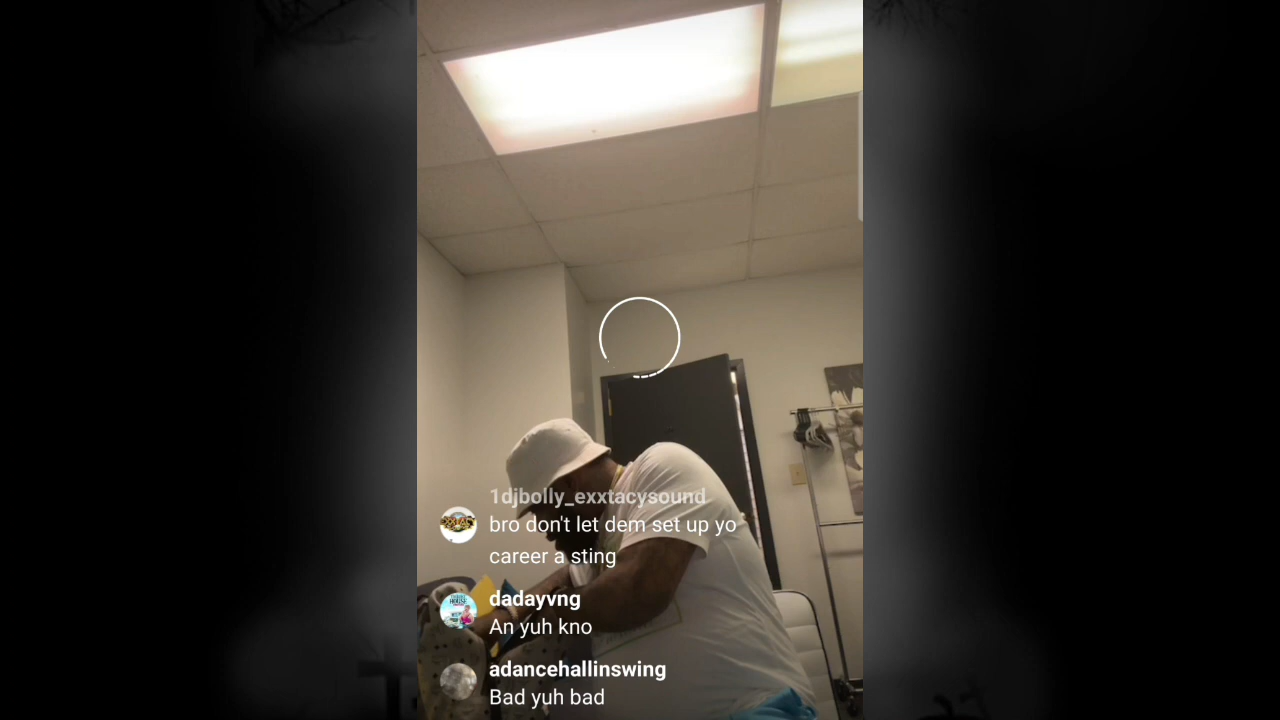 1djbolly_exxtacysound
bro don't let dem set up yo
career a sting
dadayvng
An yuh kno
adancehallinswing
Bad yuh bad